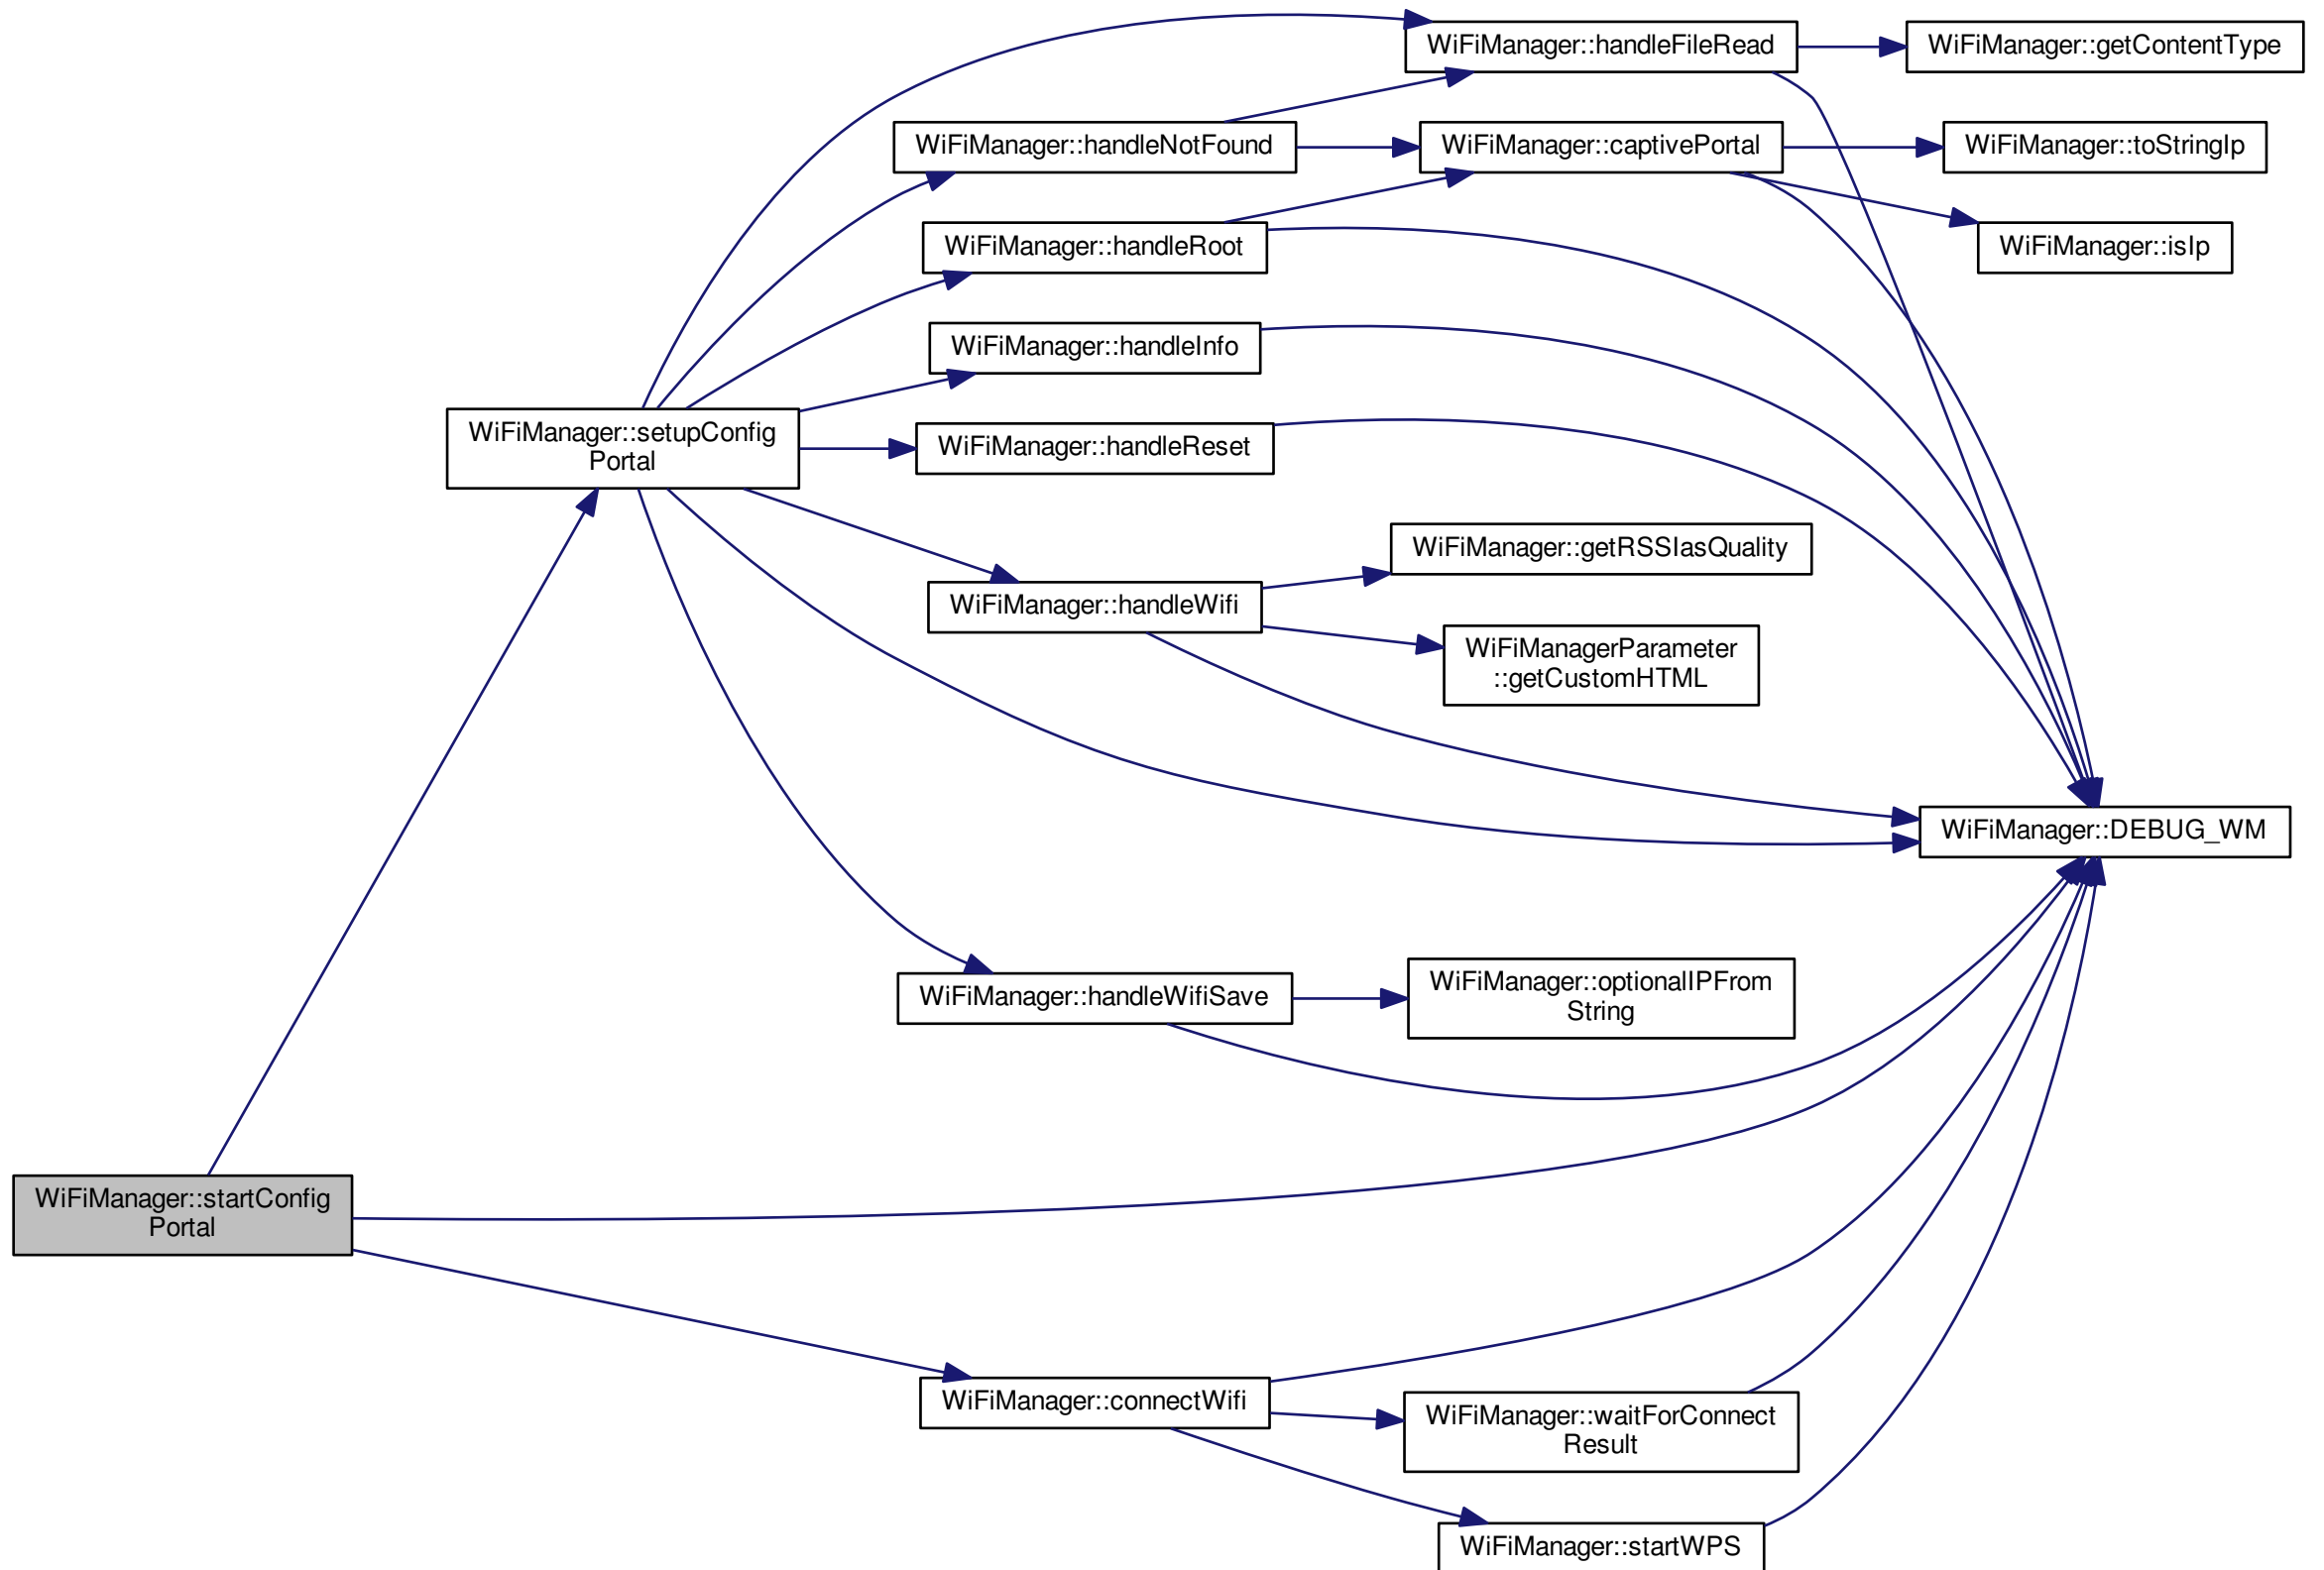 WiFiManager::handleFileRead
WiFiManager::getContentType
WiFiManager::handleNotFound
WiFiManager::captivePortal
WiFiManager::toStringIp
WiFiManager::handleRoot
WiFiManager::isIp
WiFiManager::handleInfo
WiFiManager::setupConfig
Portal
WiFiManager::handleReset
WiFiManager::getRSSIasQuality
WiFiManager::handleWifi
WiFiManagerParameter
::getCustomHTML
WiFiManager::DEBUG_WM
WiFiManager::handleWifiSave
WiFiManager::optionalIPFrom
String
WiFiManager::startConfig
Portal
WiFiManager::connectWifi
WiFiManager::waitForConnect
Result
WiFiManager::startWPS